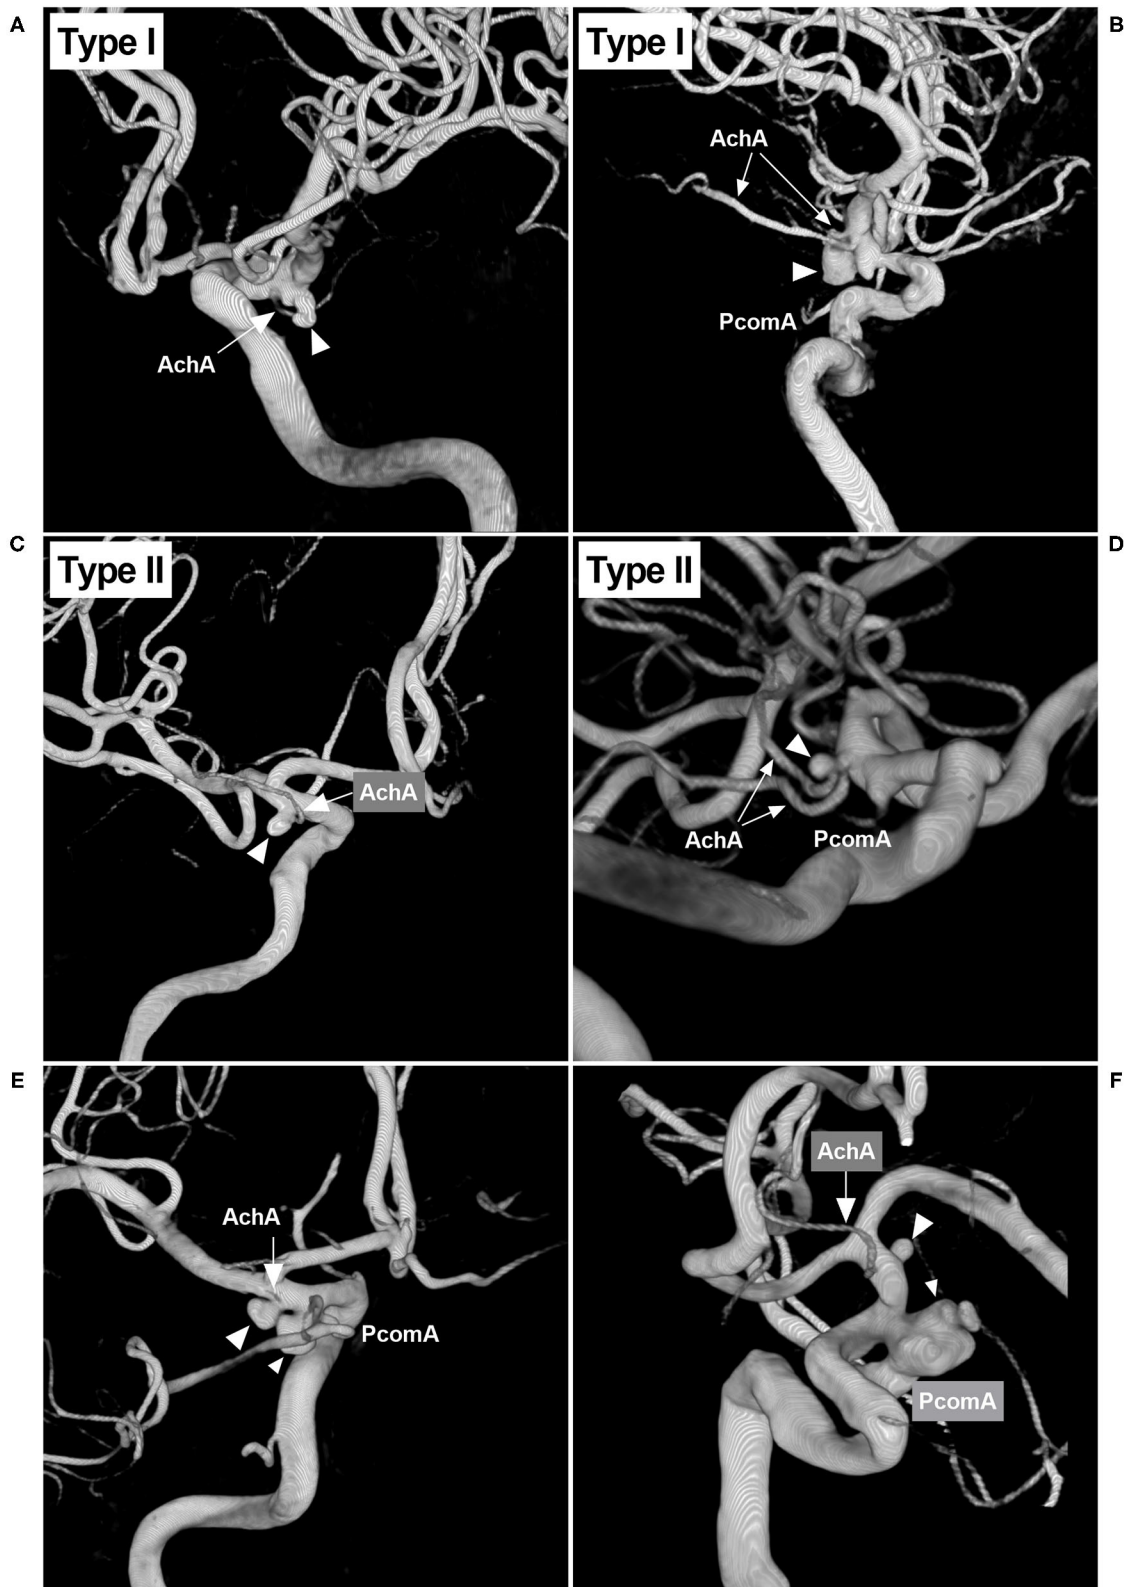 A
Type I
AchA
B
Type I
AchA
PcomA
C
Type II
AchA
D
Type II
AchA
PcomA
E
AchA
PcomA
F
AchA
PcomA